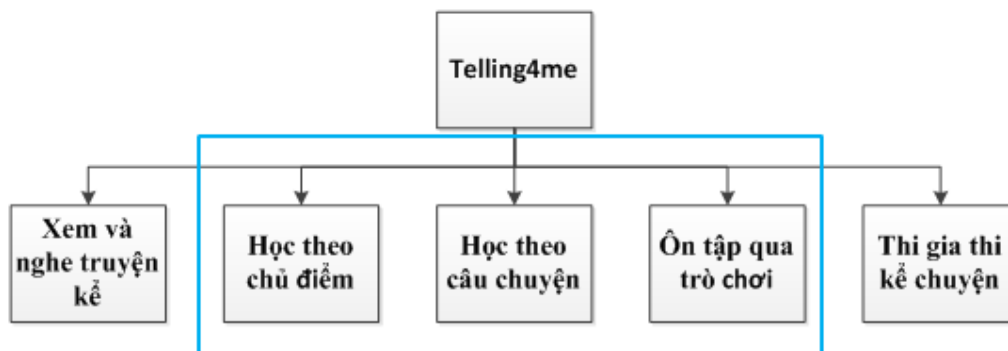 Telling4me
Xem và
nghe truyện
kể
Học theo
chủ điểm
Học theo
câu chuyện
Ôn tập qua
trò chơi
Thi gia thi
kể chuyện